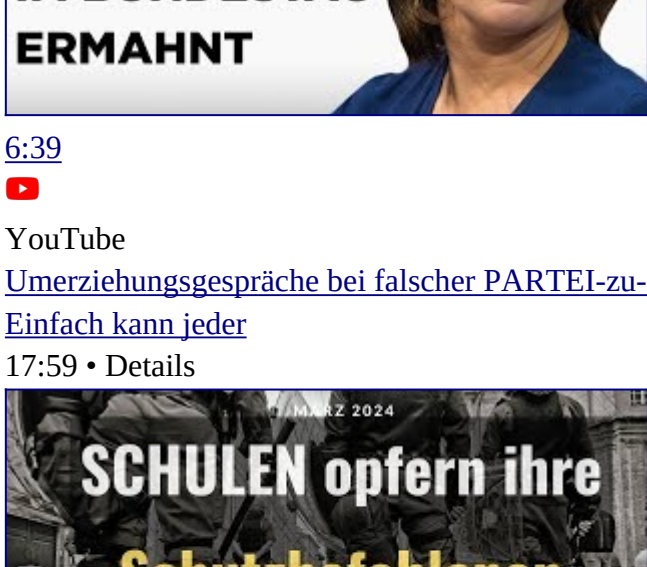 ERMAHNT
6:39
YouTube
Umerziehungsgespräche bei falscher PARTEI-zu-
Einfach kann jeder
17:59 • Details
MÄRZ 2024
SCHULEN opfern ihre